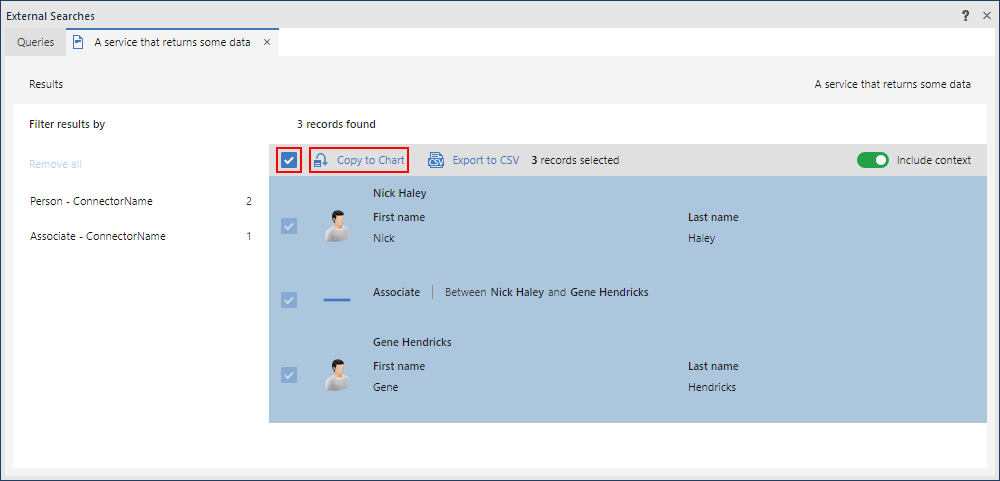 External Searches
?
Queries
A service that returns some data
Results
A service that returns some data
Filter results by
3 records found
Remove all
Copy to Chart
CSV
Export to CSV
3 records selected
Include context
Person - ConnectorName 2
Associate - ConnectorName 1
Nick Haley
First name
Last name
Nick
Haley
Associate
Between Nick Haley and Gene Hendricks
Gene Hendricks
First name
Last name
Gene
Hendricks